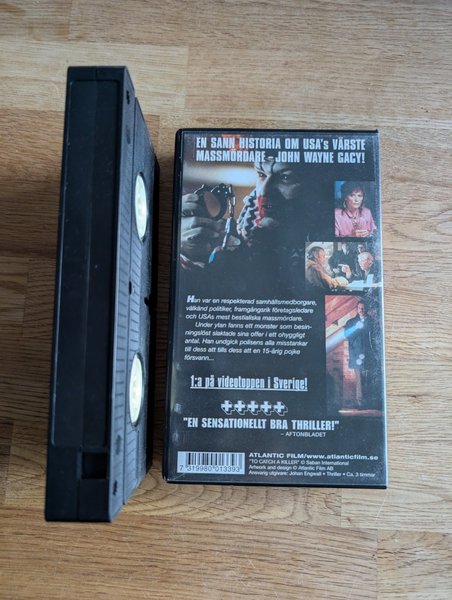 EN SANN HISTORIA OM USA's VÄRSTE
MASSMÖRDARE - JOHN WAYNE GACY!
Han var en respekterad samhällsmedborgare,
välkänd politiker, framgångsrik företagsledare
och USAs mest bestialiska massmördare.
Under ytan fanns ett monster som besin-
ningslöst slaktade sina offer i ett ohyggligt
antal. Han undgick polisens alla misstankar
till dess att tills dess att en 15-årig pojke
försvann...
1:a på videotoppen i Sverige!
"EN SENSATIONELLT BRA THRILLER!"
– AFTONBLADET
ATLANTIC FILM/www.atlanticfilm.se
"TO CATCH A KILLER" © Saban International
Artwork and design © Atlantic Film AB
Ansvarig utgivare: Johan Engwall • Thriller • Ca. 3 timmar
7 319980 013393